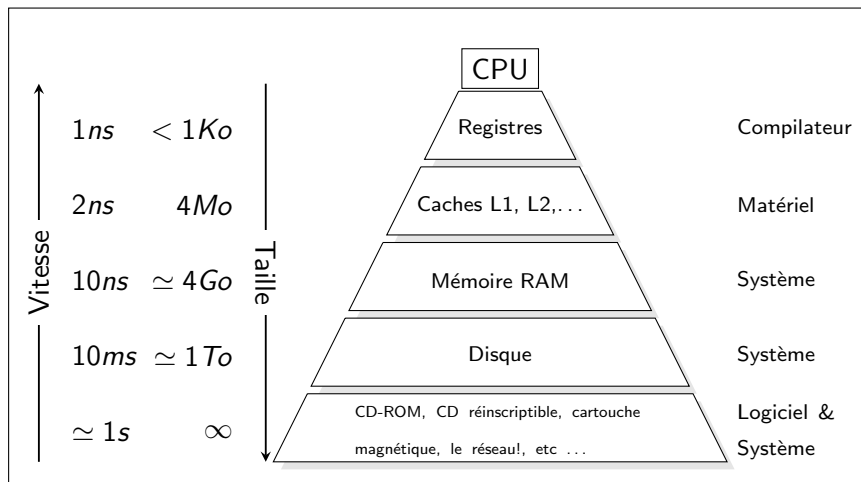 CPU
Vitesse
Taille
1ns < 1Ko Registres Compilateur
2ns 4Mo Caches L1, L2,... Matériel
10ns ≃ 4Go Mémoire RAM Système
10ms ≃ 1To Disque Système
≃ 1s ∞
CD-ROM, CD réinscriptible, cartouche
magnétique, le réseau!, etc ...
Logiciel &
Système